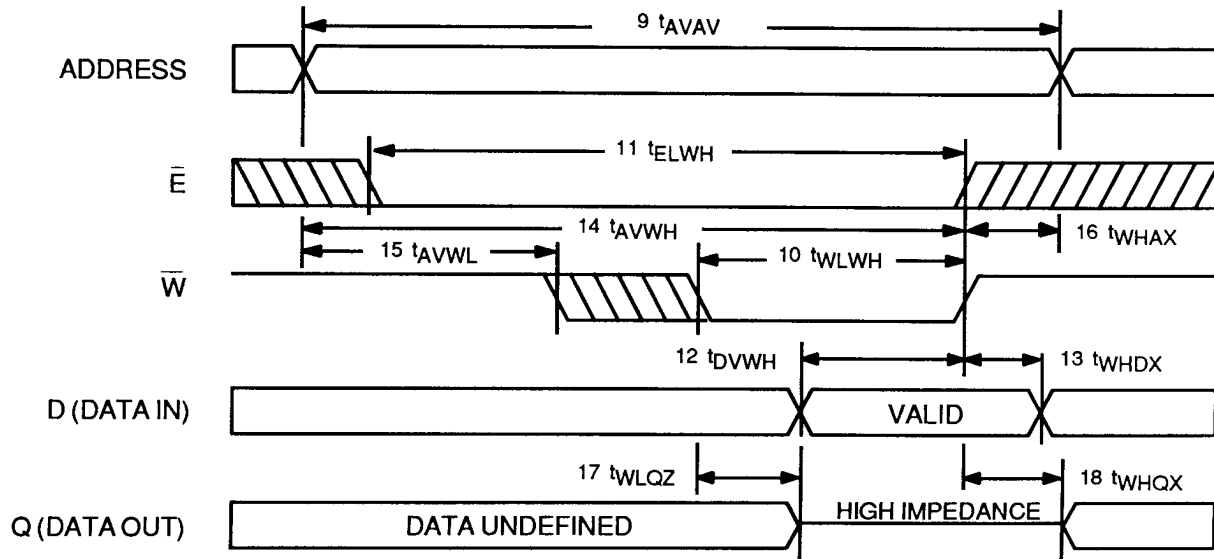 9 tAVAV
ADDRESS
11 tELWH
E̅
14 tAVWH
16 tWHAX
15 tAVWL
10 tWLWH
W̅
12 tDVWH
13 tWHDX
D (DATA IN)
VALID
17 tWLQZ
18 tWHQX
Q (DATA OUT)
DATA UNDEFINED
HIGH IMPEDANCE